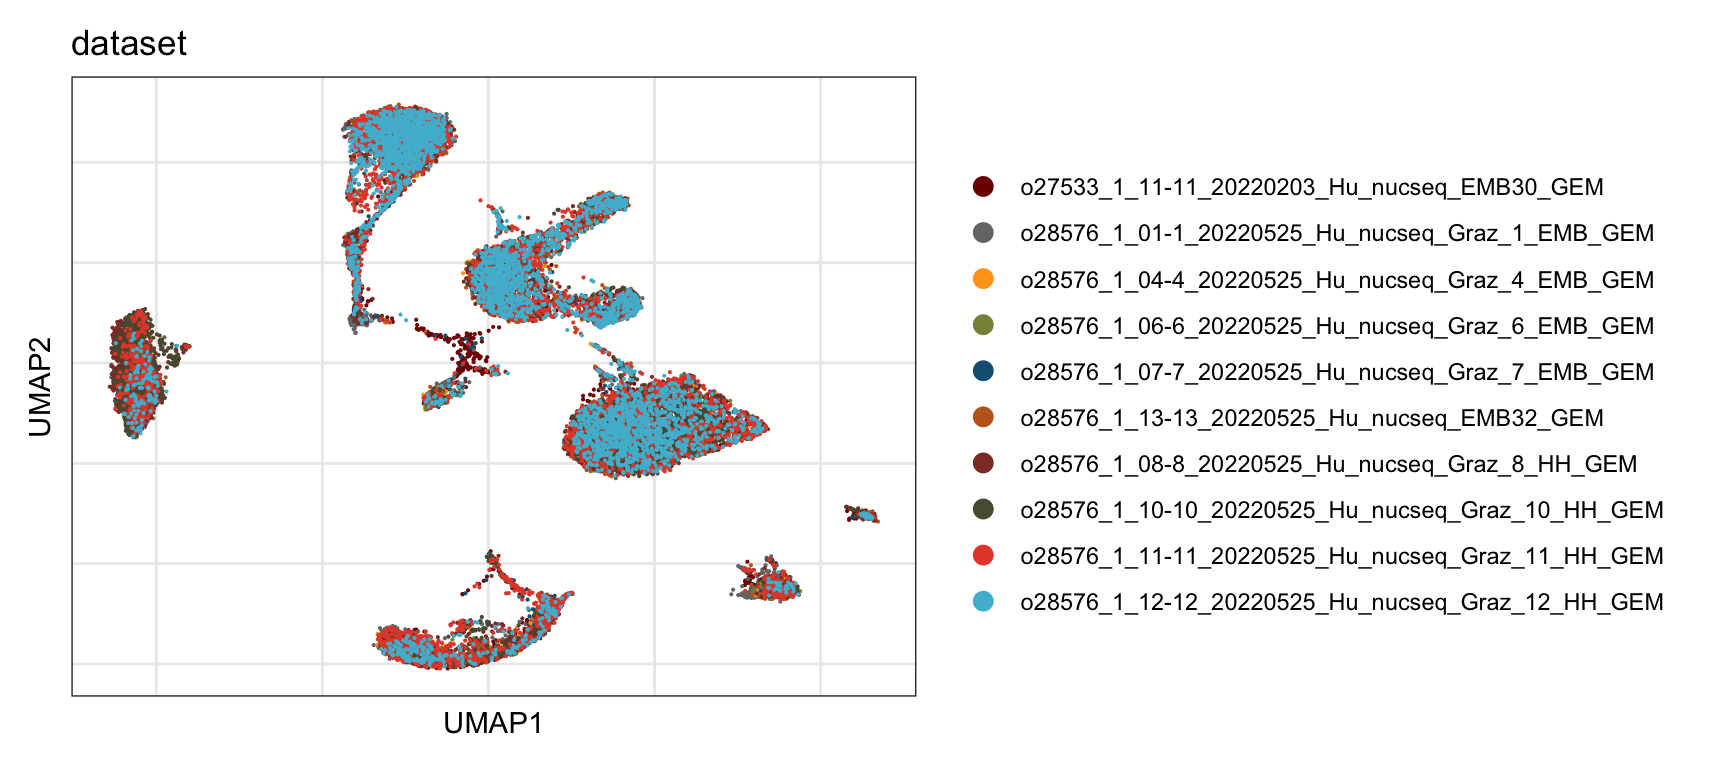 dataset
UMAP2
UMAP1
o27533_1_11-11_20220203_Hu_nucseq_EMB30_GEM
o28576_1_01-1_20220525_Hu_nucseq_Graz_1_EMB_GEM
o28576_1_04-4_20220525_Hu_nucseq_Graz_4_EMB_GEM
o28576_1_06-6_20220525_Hu_nucseq_Graz_6_EMB_GEM
o28576_1_07-7_20220525_Hu_nucseq_Graz_7_EMB_GEM
o28576_1_13-13_20220525_Hu_nucseq_EMB32_GEM
o28576_1_08-8_20220525_Hu_nucseq_Graz_8_HH_GEM
o28576_1_10-10_20220525_Hu_nucseq_Graz_10_HH_GEM
o28576_1_11-11_20220525_Hu_nucseq_Graz_11_HH_GEM
o28576_1_12-12_20220525_Hu_nucseq_Graz_12_HH_GEM